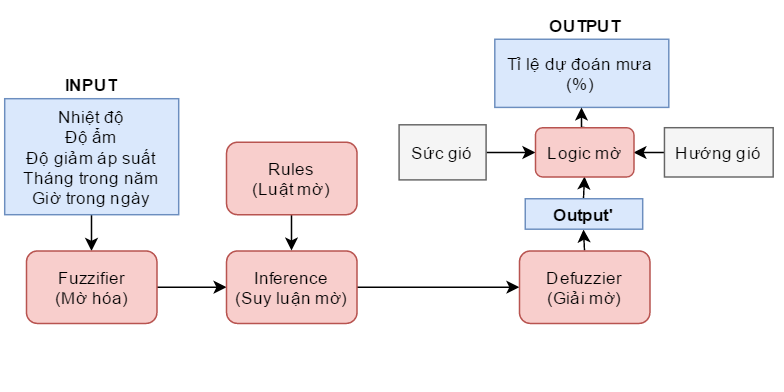 INPUT
Nhiệt độ
Độ ẩm
Độ giảm áp suất
Tháng trong năm
Giờ trong ngày
Rules
(Luật mờ)
Fuzzifier
(Mờ hóa)
Inference
(Suy luận mờ)
Defuzzier
(Giải mờ)
Output'
Sức gió
Logic mờ
Hướng gió
OUTPUT
Tỉ lệ dự đoán mưa
(%)